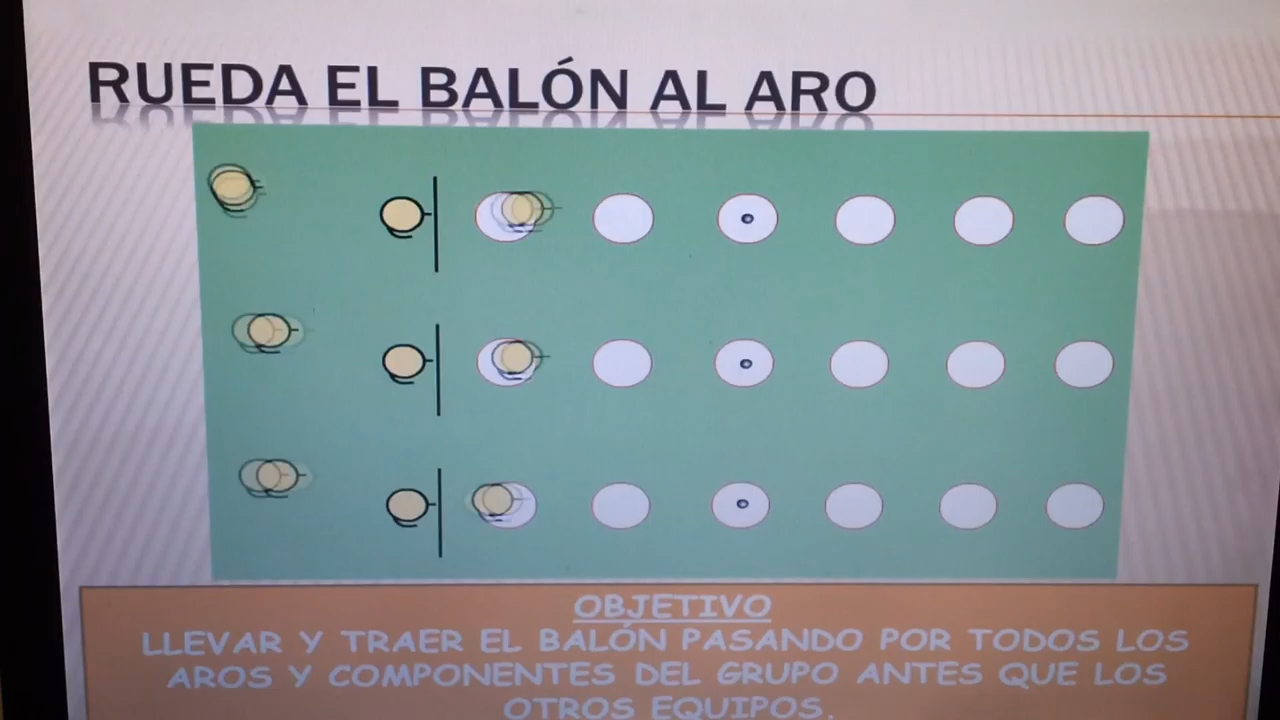 RUEDA EL BALÓN AL ARO
OBJETIVO
LLEVAR Y TRAER EL BALÓN PASANDO POR TODOS LOS
AROS Y COMPONENTES DEL GRUPO ANTES QUE LOS
OTROS EQUIPOS.